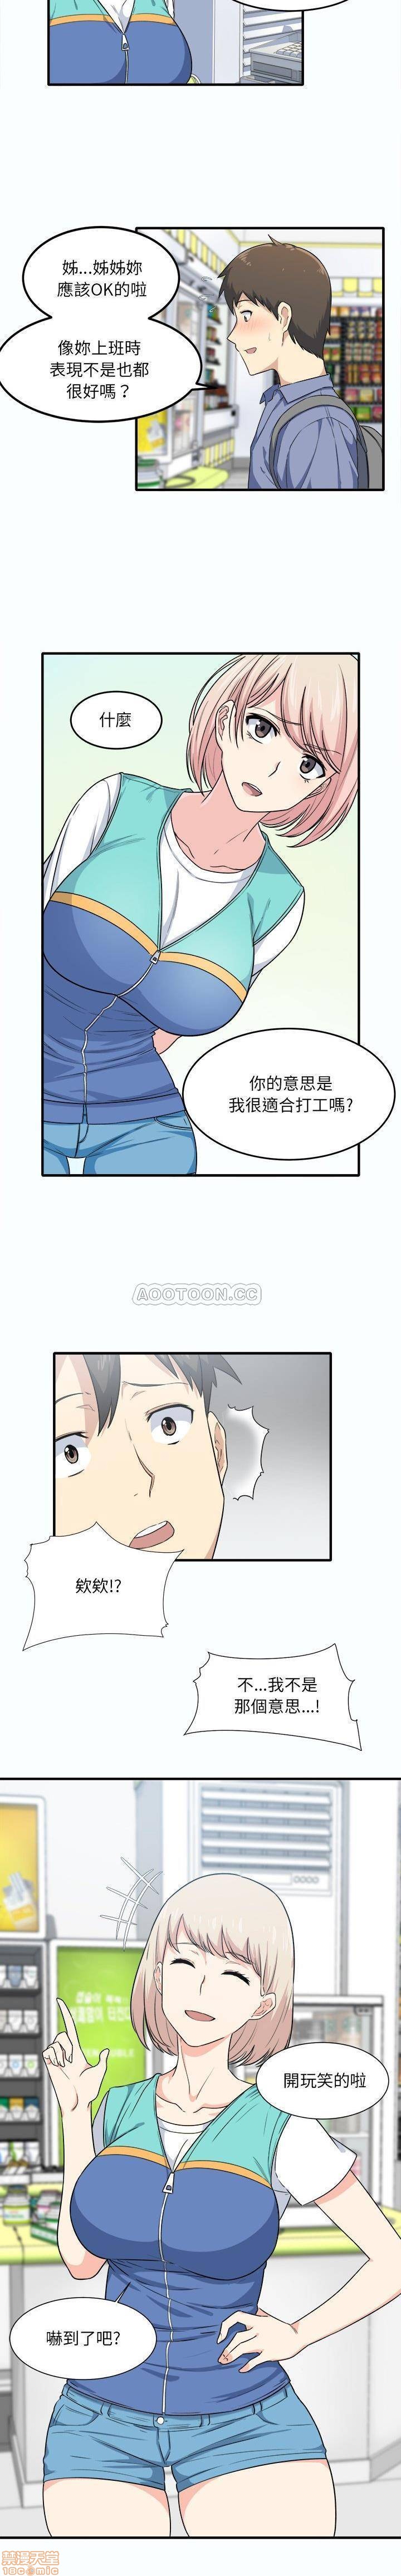 姊...姊姊妳
應該OK的啦
像妳上班時
表現不是也都
很好嗎？
什麼
你的意思是
我很適合打工嗎?
AOOTOON.CC
欸欸!?
不...我不是
那個意思...!
開玩笑的啦
嚇到了吧?